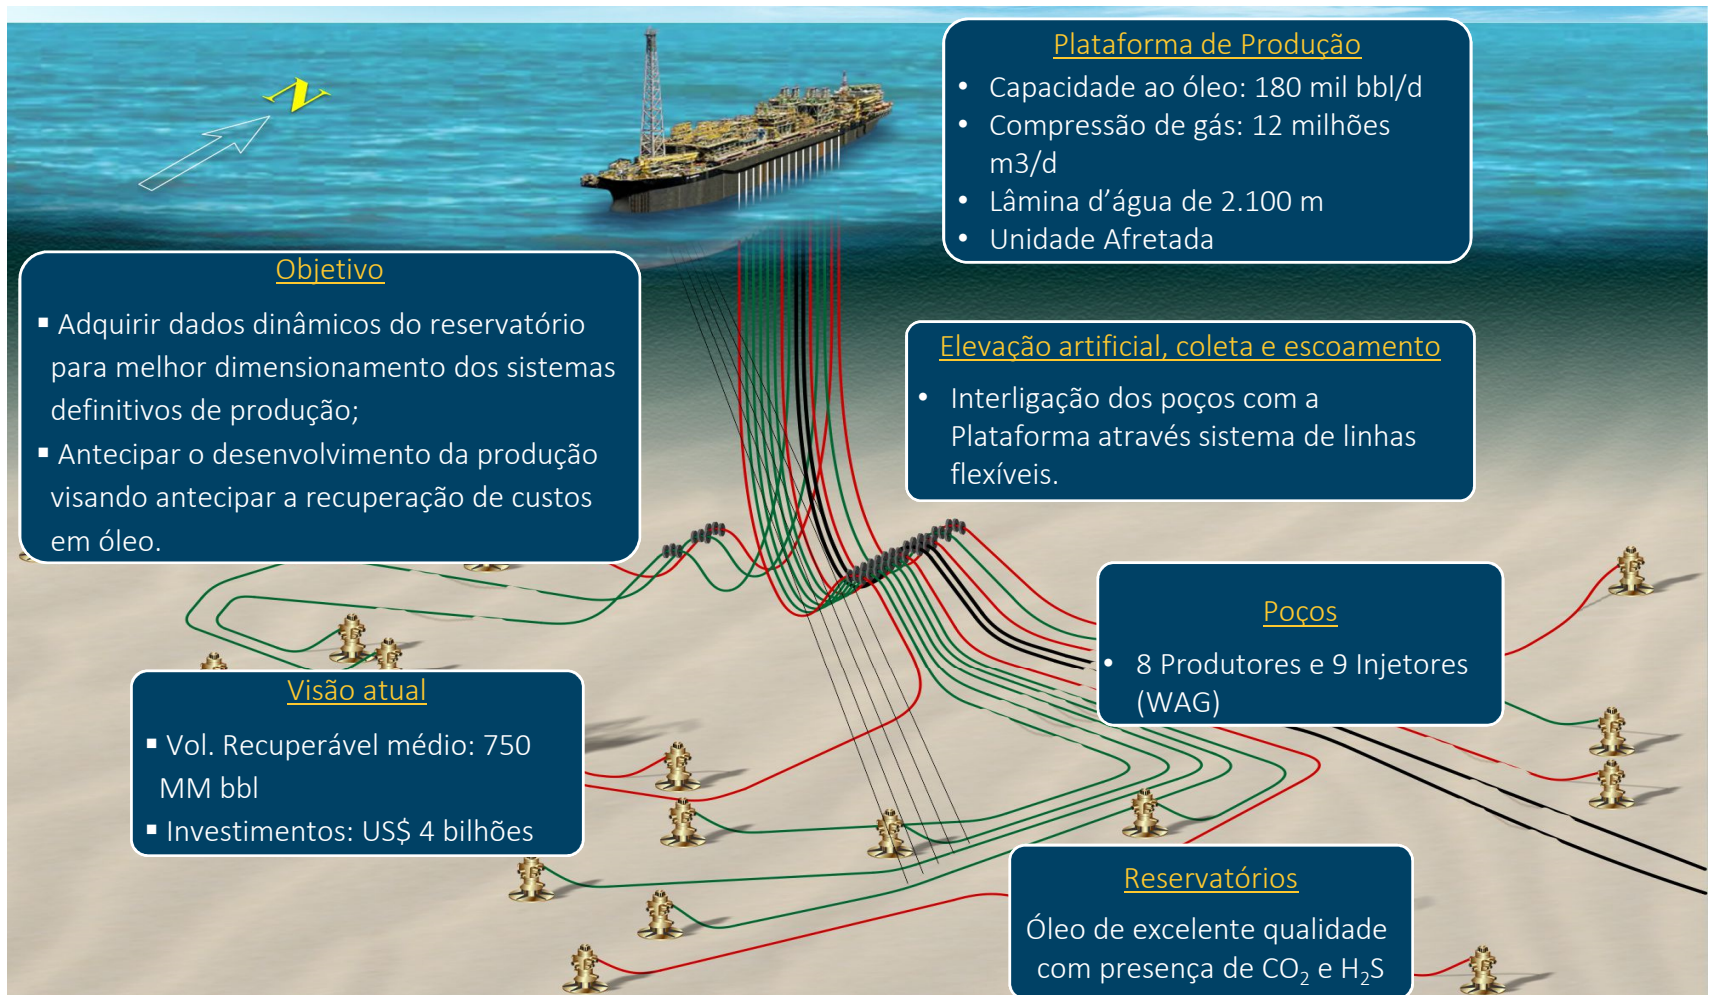 N
Plataforma de Produção
• Capacidade ao óleo: 180 mil bbl/d
• Compressão de gás: 12 milhões
m3/d
• Lâmina d’água de 2.100 m
• Unidade Afretada
Objetivo
▪ Adquirir dados dinâmicos do reservatório
para melhor dimensionamento dos sistemas
definitivos de produção;
▪ Antecipar o desenvolvimento da produção
visando antecipar a recuperação de custos
em óleo.
Elevação artificial, coleta e escoamento
• Interligação dos poços com a
Plataforma através sistema de linhas
flexíveis.
Poços
• 8 Produtores e 9 Injetores
(WAG)
Visão atual
▪ Vol. Recuperável médio: 750
MM bbl
▪ Investimentos: US$ 4 bilhões
Reservatórios
Óleo de excelente qualidade
com presença de CO₂ e H₂S